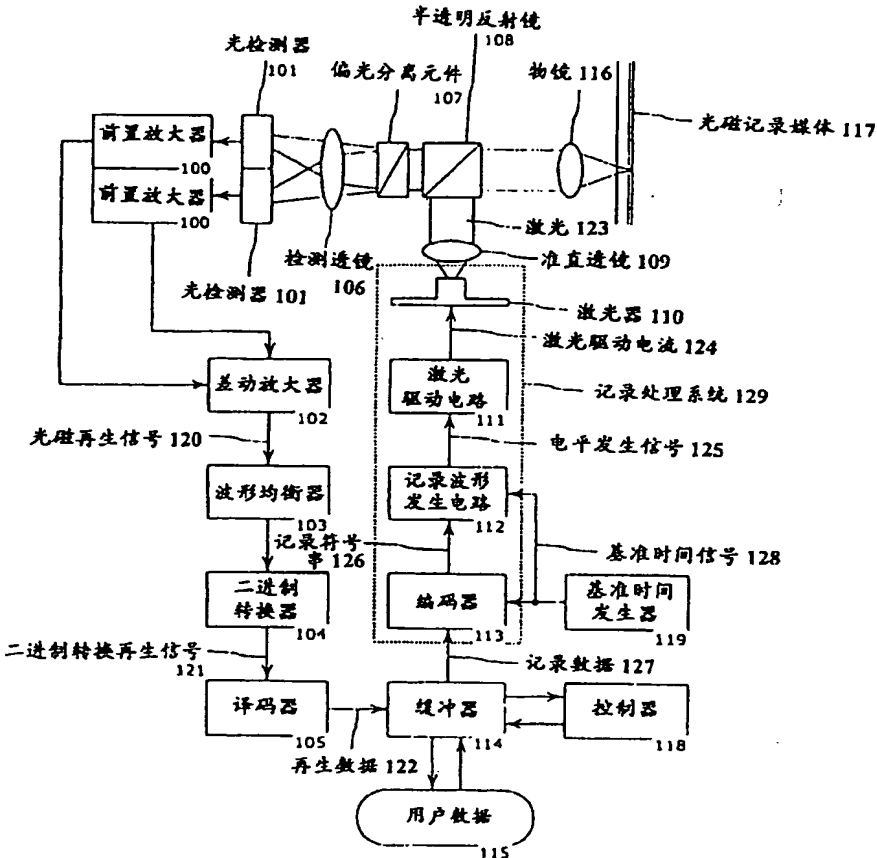 半透明反射镜
108
光检测器
101
偏光分离元件
107
物镜 116
光磁记录媒体 117
前置放大器
100
前置放大器
100
激光 123
检测透镜
106
准直透镜 109
光检测器
101
激光器 110
激光驱动电流 124
差动放大器
102
激光
驱动电路
111
记录处理系统 129
光磁再生信号 120
电平发生信号 125
波形均衡器
103
记录波形
发生电路
112
记录符号
串126
基准时间信号 128
二进制
转换器
104
编码器
113
基准时间
发生器
119
二进制转换再生信号
121
记录数据 127
译码器
105
缓冲器
114
控制器
118
再生数据 122
用户数据
115